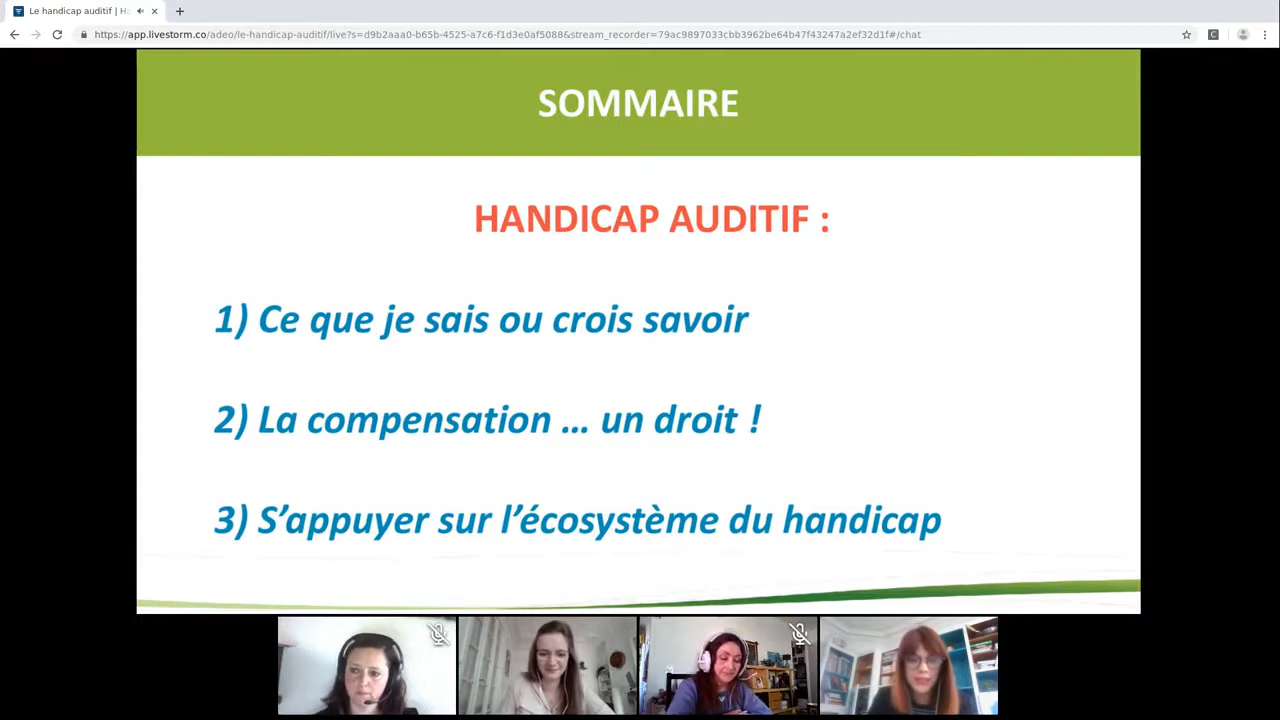 Le handicap auditif | Ha
https://app.livestorm.co/adeo/le-handicap-auditif/live?s=d9b2aaa0-b65b-4525-a7c6-f1d3e0af5088&stream_recorder=79ac9897033cbb3962be64b47f43247a2ef32d1f#/chat
SOMMAIRE
HANDICAP AUDITIF :
1) Ce que je sais ou crois savoir
2) La compensation … un droit !
3) S’appuyer sur l’écosystème du handicap